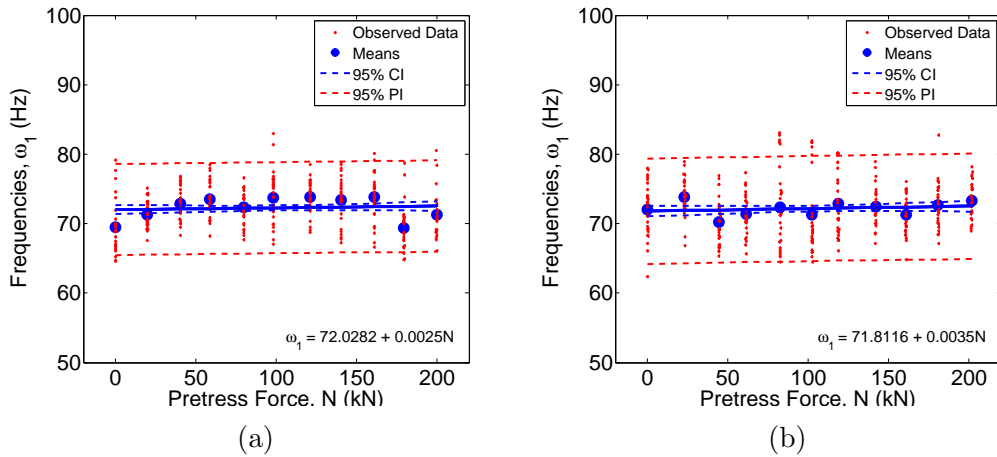 100
90
80
70
60
50
0
50
100
150
200
Frequencies, ω1 (Hz)
Pretress Force, N (kN)
Observed Data
Means
95% CI
95% PI
ω1 = 72.0282 + 0.0025N
(a)
100
90
80
70
60
50
0
50
100
150
200
Frequencies, ω1 (Hz)
Pretress Force, N (kN)
Observed Data
Means
95% CI
95% PI
ω1 = 71.8116 + 0.0035N
(b)